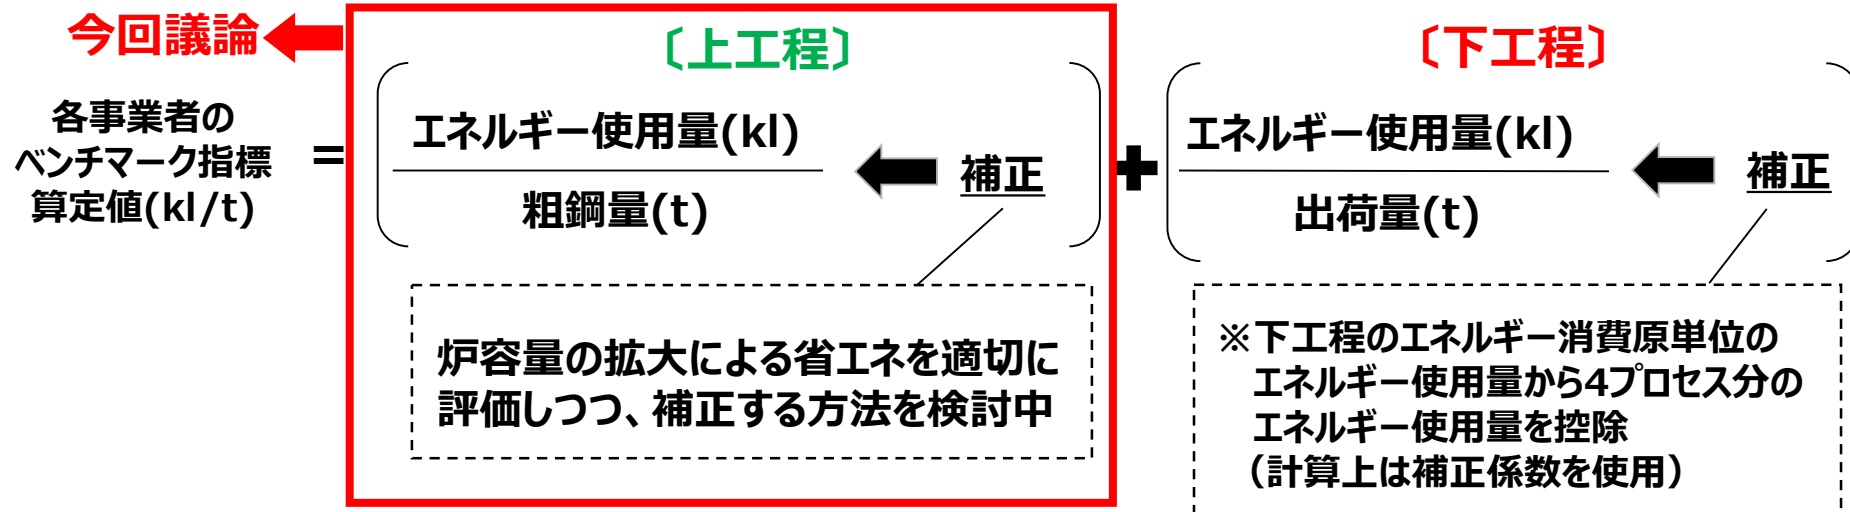 今回議論
各事業者の
ベンチマーク指標
算定値(kl/t)
=
〔上工程〕
エネルギー使用量(kl)
粗鋼量(t)
補正
炉容量の拡大による省エネを適切に
評価しつつ、補正する方法を検討中
+
〔下工程〕
エネルギー使用量(kl)
出荷量(t)
補正
※下工程のエネルギー消費原単位の
エネルギー使用量から4プロセス分の
エネルギー使用量を控除
（計算上は補正係数を使用）